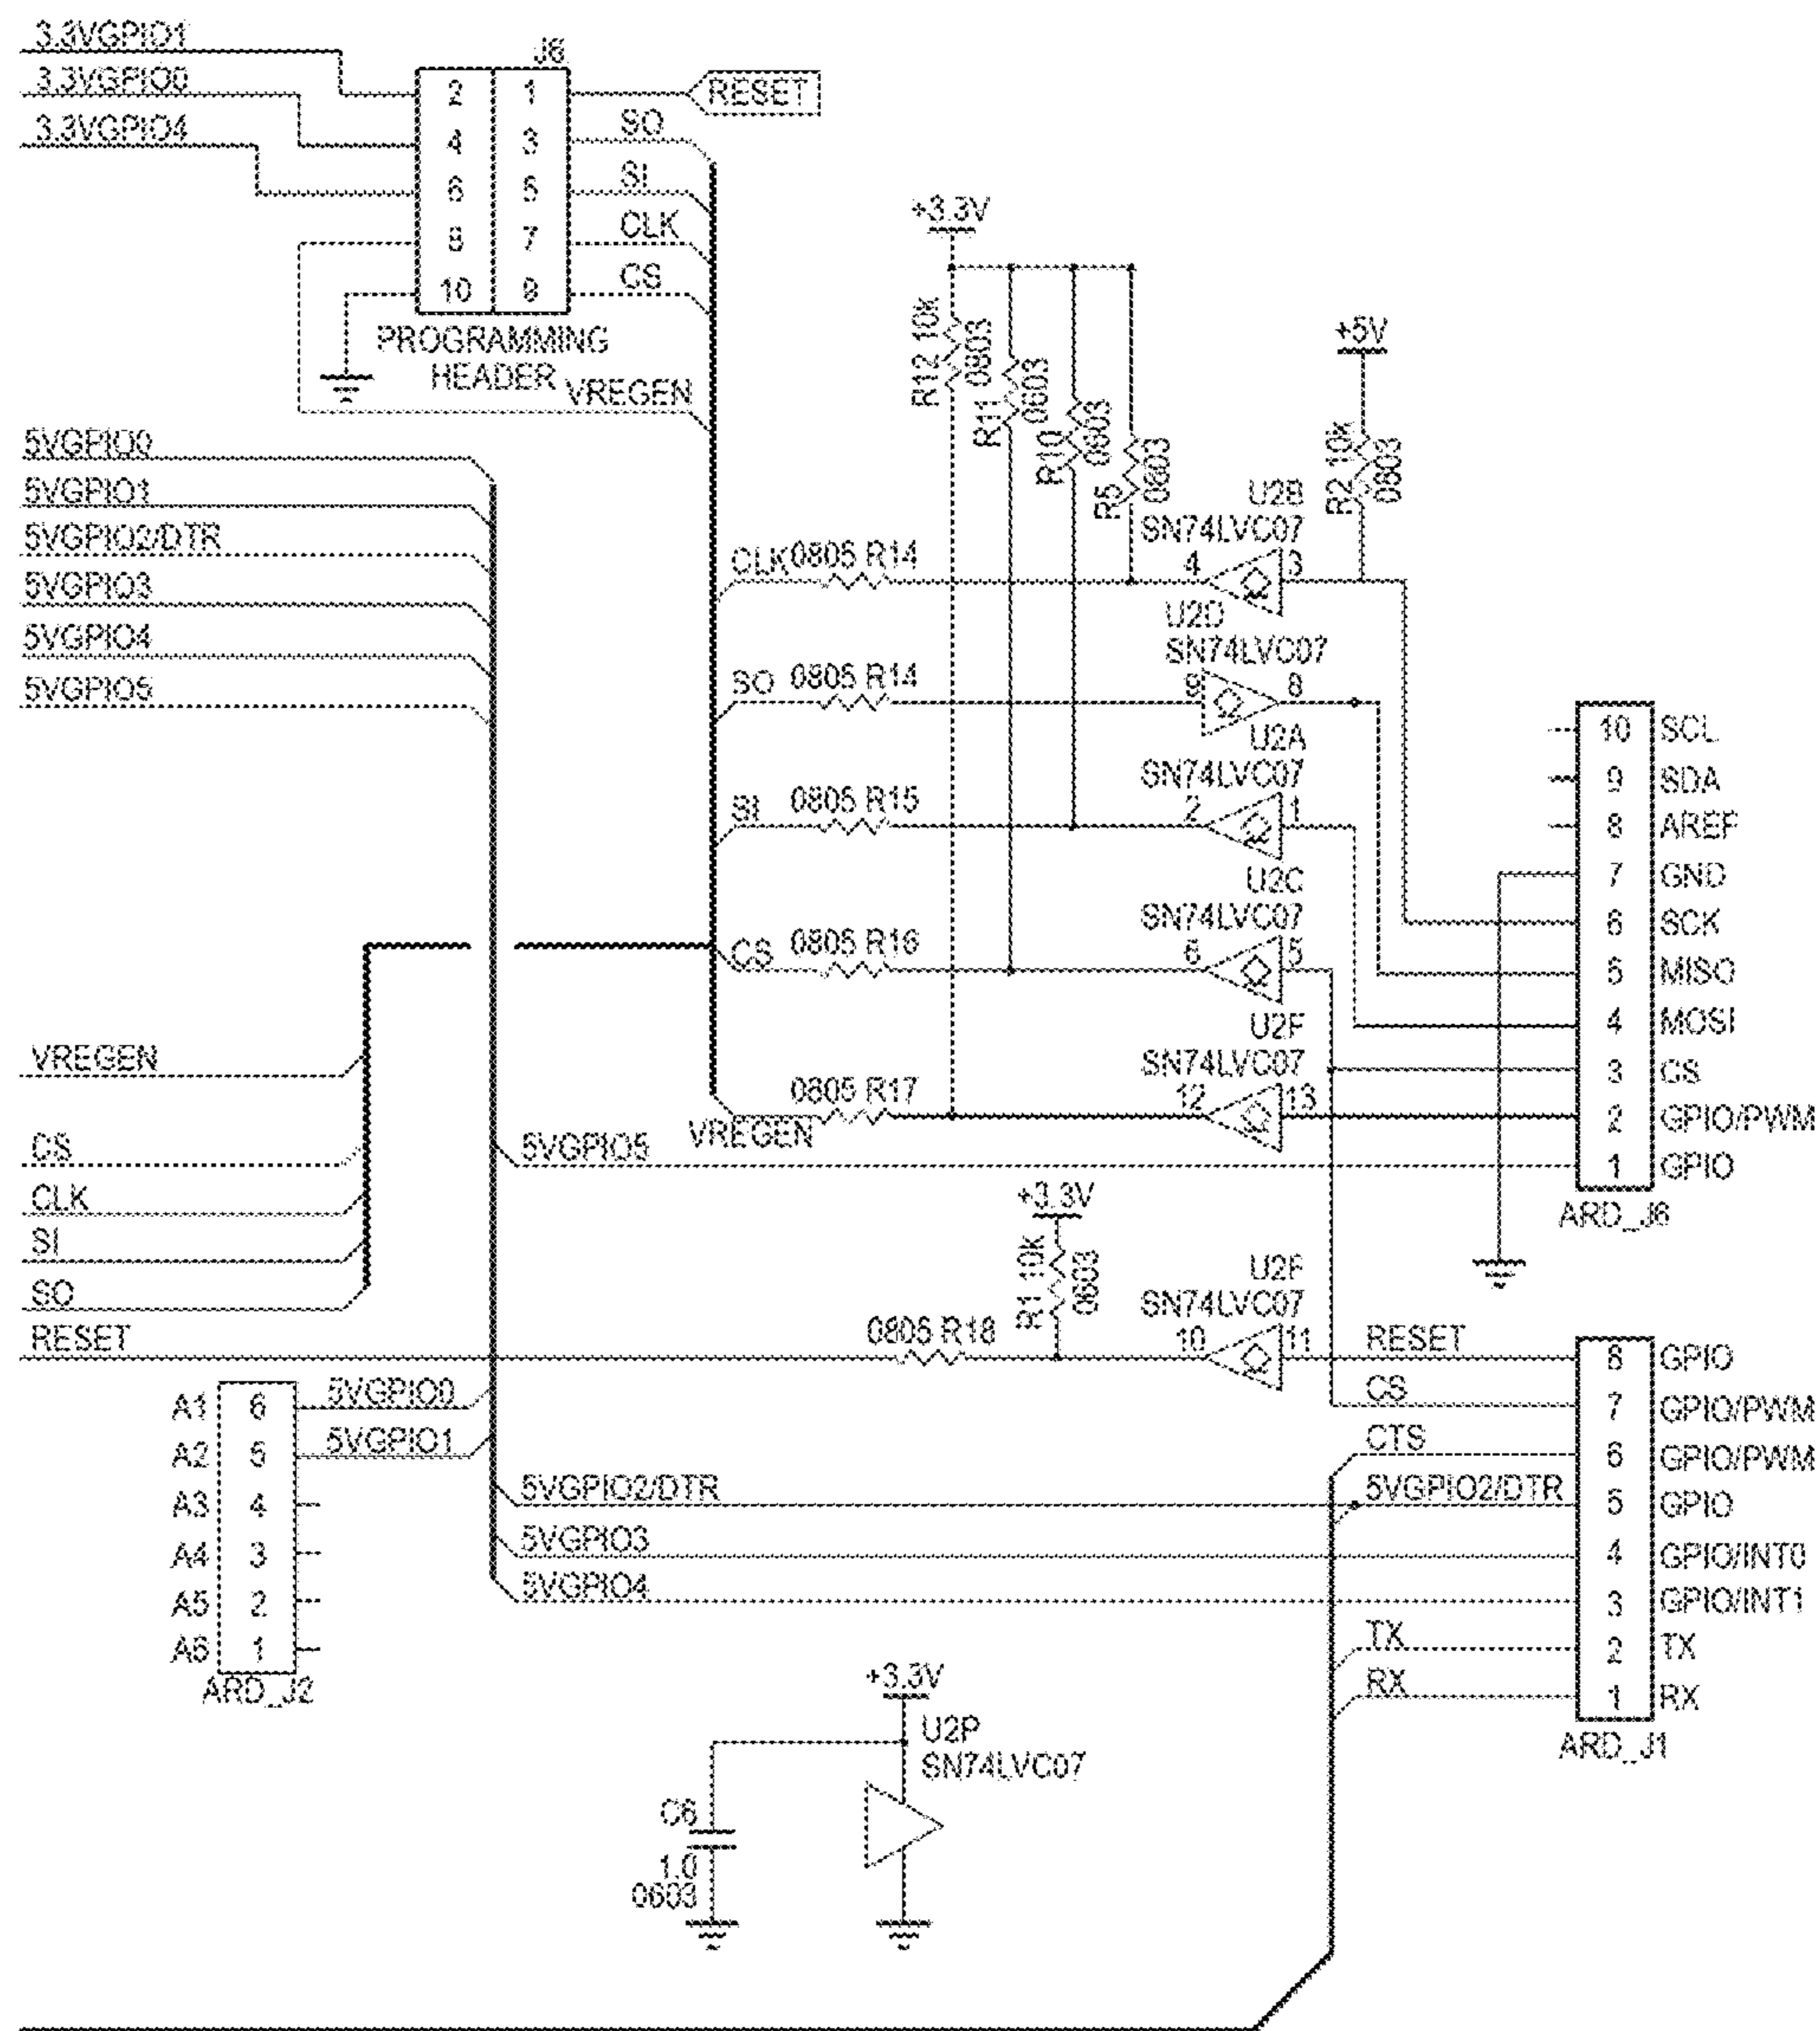 3.3VGPIO1
3.3VGPIO0
3.3VGPIO4
J6
2 1
4 3
6 5
8 7
10 9
RESET
SO
SI
CLK
CS
PROGRAMMING
HEADER
VREGEN
5VGPIO0
5VGPIO1
5VGPIO2/DTR
5VGPIO3
5VGPIO4
5VGPIO5
+3.3V
R12 10k
0603
R11
0603
R10
0603
R5
0603
+5V
R2 10k
0603
U2B
SN74LVC07
CLK 0805 R14 4 3
U2D
SN74LVC07
SO 0805 R14 9 8
U2A
SN74LVC07
SI 0805 R15 2 1
U2C
SN74LVC07
CS 0805 R16 6 5
U2F
SN74LVC07
0805 R17 12 13
VREGEN
5VGPIO5
10 SCL
9 SDA
8 AREF
7 GND
6 SCK
5 MISO
4 MOSI
3 CS
2 GPIO/PWM
1 GPIO
ARD_J6
VREGEN
CS
CLK
SI
SO
RESET
+3.3V
R1 10k
0603
0805 R18
SN74LVC07
10 11
RESET
CS
CTS
5VGPIO2/DTR
5VGPIO2/DTR
5VGPIO3
5VGPIO4
TX
RX
8 GPIO
7 GPIO/PWM
6 GPIO/PWM
5 GPIO
4 GPIO/INT0
3 GPIO/INT1
2 TX
1 RX
ARD_J1
A1 6 5VGPIO0
A2 5 5VGPIO1
A3 4
A4 3
A5 2
A6 1
ARD_J2
+3.3V
U2P
SN74LVC07
C6
1.0
0603